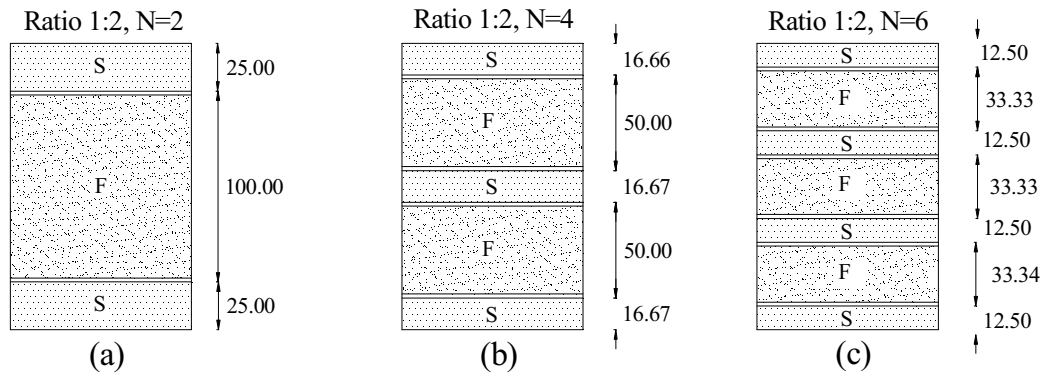 Ratio 1:2, N=2
S
25.00
F
100.00
S
25.00
(a)
Ratio 1:2, N=4
S
16.66
F
50.00
S
16.67
F
50.00
S
16.67
(b)
Ratio 1:2, N=6
S
12.50
F
33.33
S
12.50
F
33.33
S
12.50
F
33.34
S
12.50
(c)